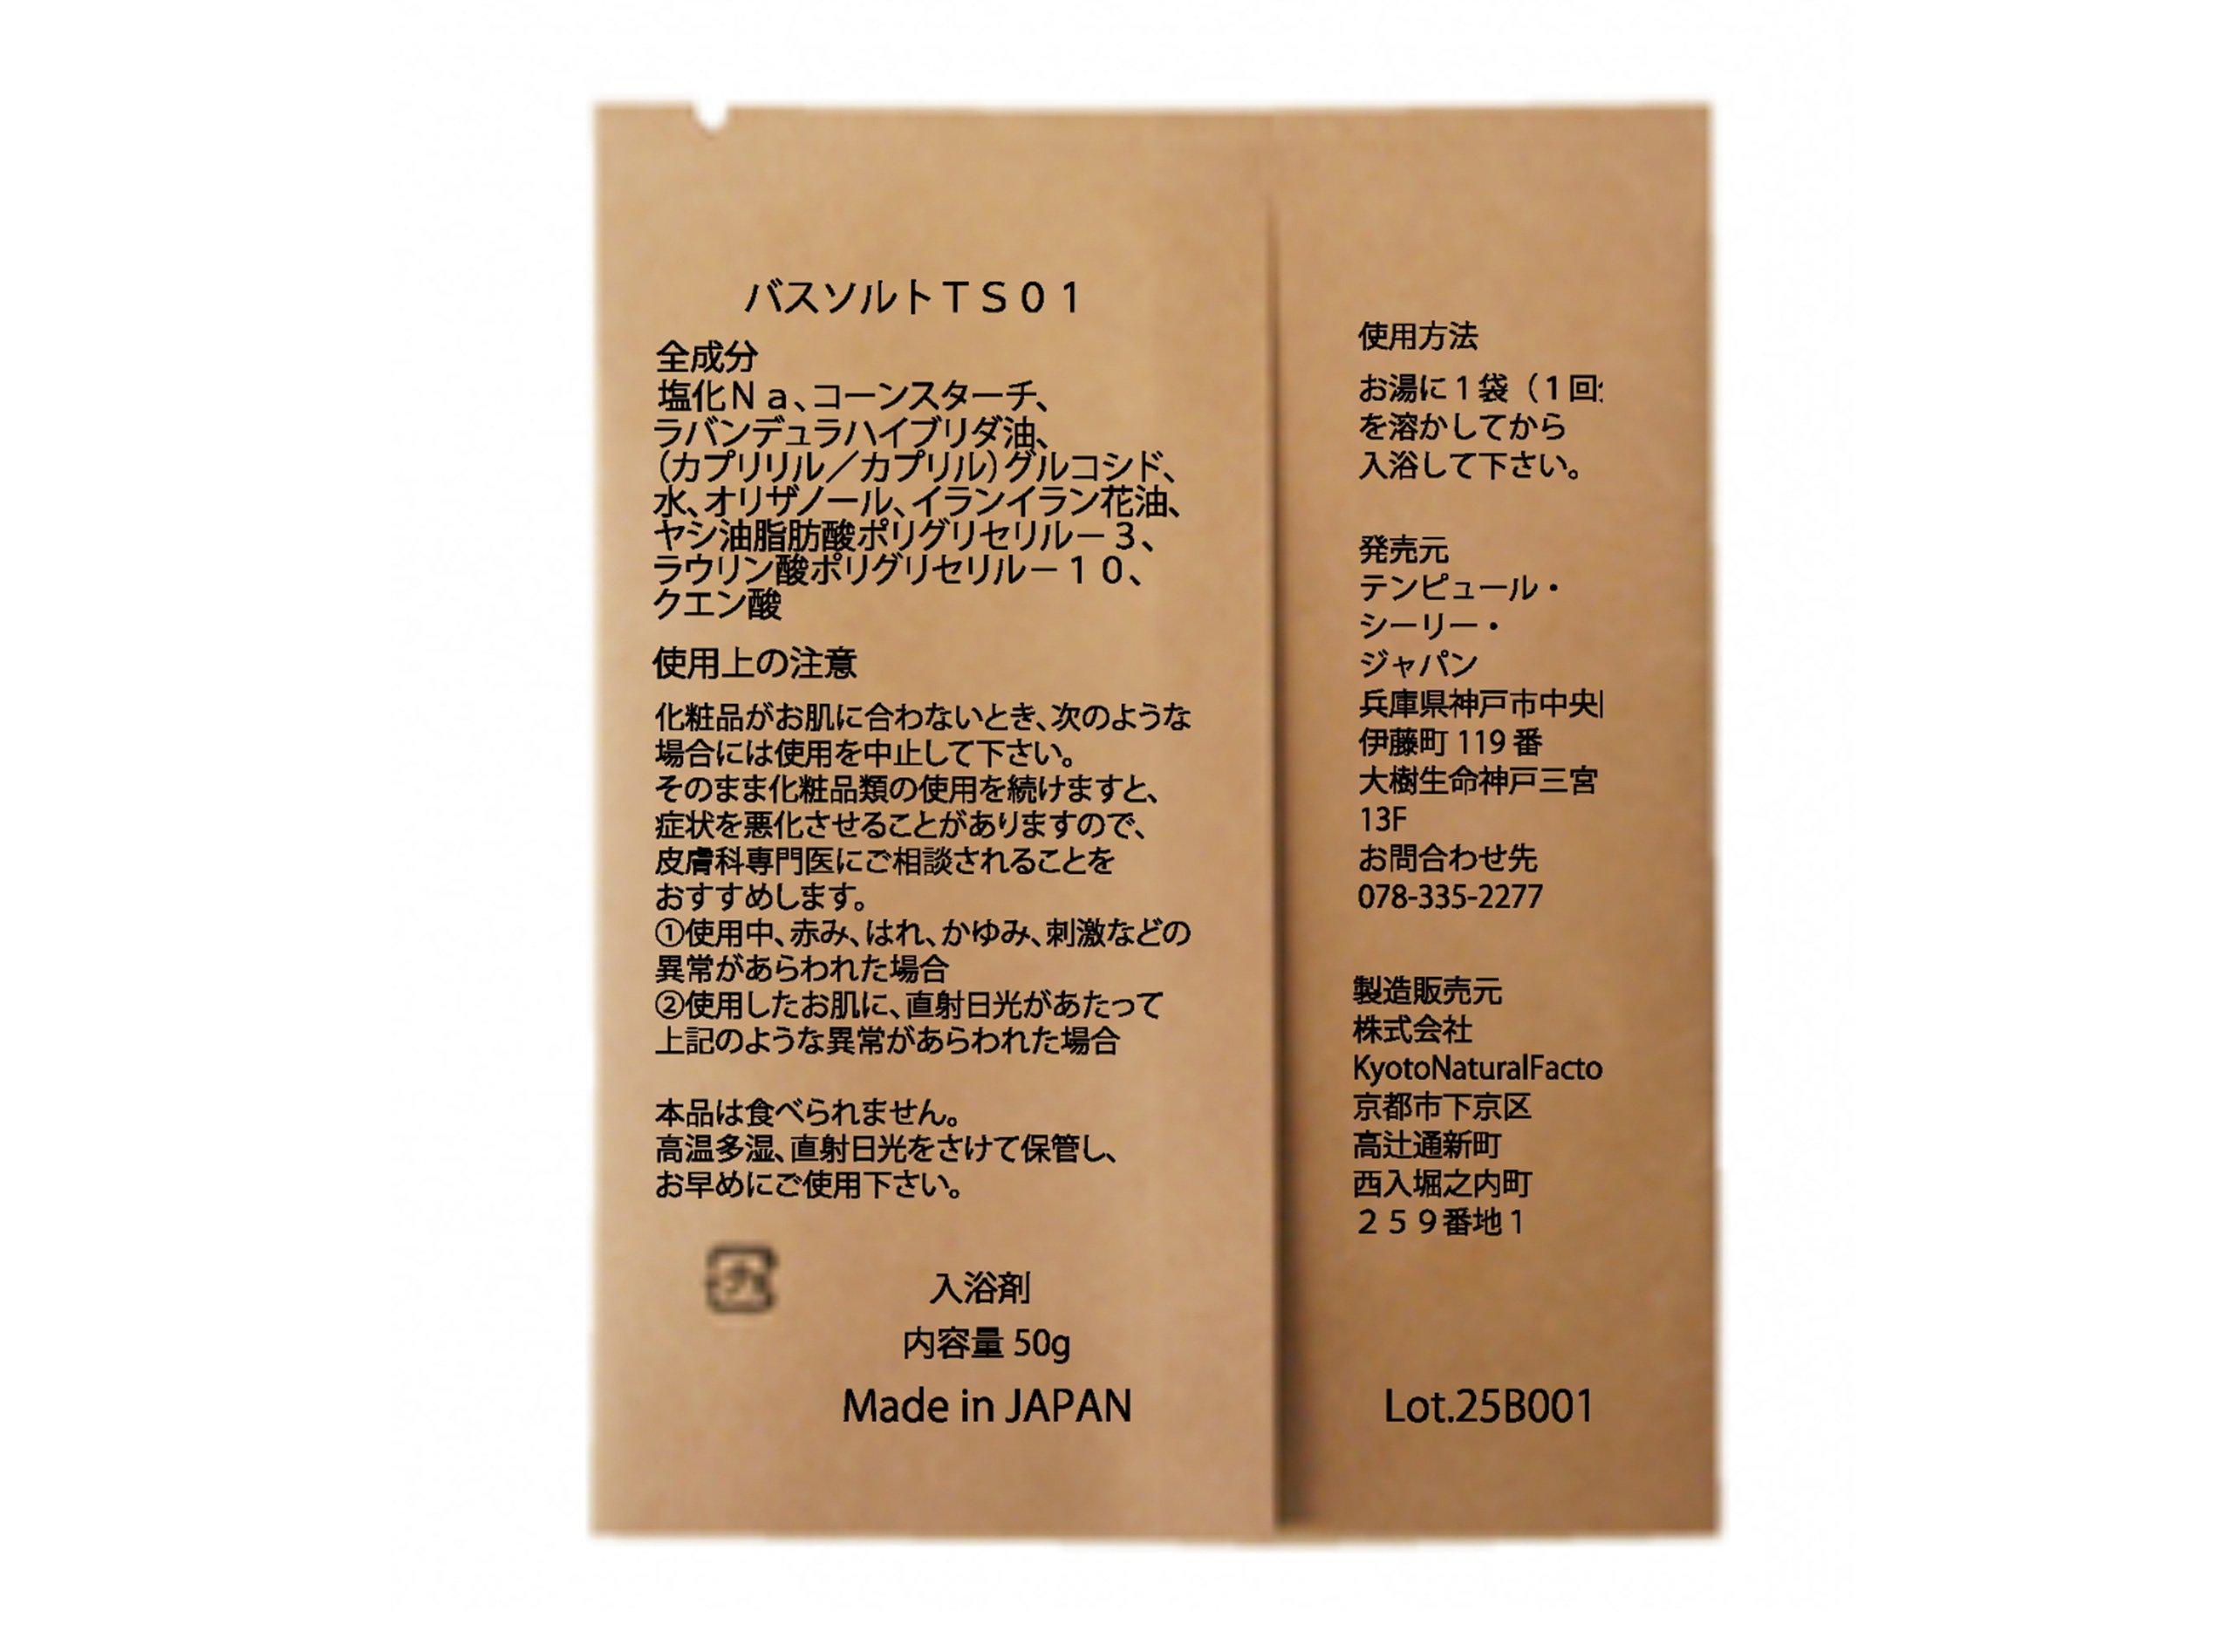 バスソルトＴＳ０１
全成分
塩化Ｎａ、コーンスターチ、
ラバンデュラハイブリダ油、
（カプリリル／カプリル）グルコシド、
水、オリザノール、イランイラン花油、
ヤシ油脂肪酸ポリグリセリル－３、
ラウリン酸ポリグリセリル－１０、
クエン酸
使用上の注意
化粧品がお肌に合わないとき、次のような
場合には使用を中止して下さい。
そのまま化粧品類の使用を続けますと、
症状を悪化させることがありますので、
皮膚科専門医にご相談されることを
おすすめします。
①使用中、赤み、はれ、かゆみ、刺激などの
異常があらわれた場合
②使用したお肌に、直射日光があたって
上記のような異常があらわれた場合
本品は食べられません。
高温多湿、直射日光をさけて保管し、
お早めにご使用下さい。
プラ
入浴剤
内容量 50g
Made in JAPAN
使用方法
お湯に１袋（１回
を溶かしてから
入浴して下さい。
発売元
テンピュール・
シーリー・
ジャパン
兵庫県神戸市中央
伊藤町 119 番
大樹生命神戸三宮
13F
お問合わせ先
078-335-2277
製造販売元
株式会社
KyotoNaturalFacto
京都市下京区
高辻通新町
西入堀之内町
２５９番地１
Lot.25B001